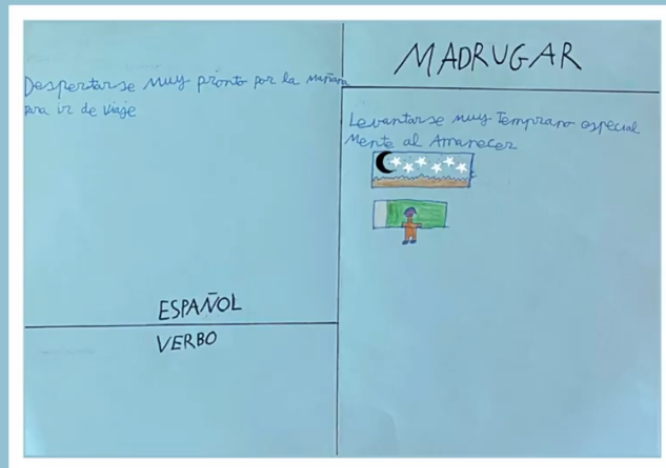 Despertarse muy pronto por la mañana
para ir de viaje
ESPAÑOL
VERBO
MADRUGAR
Levantarse muy temprano especial
mente al Amanecer